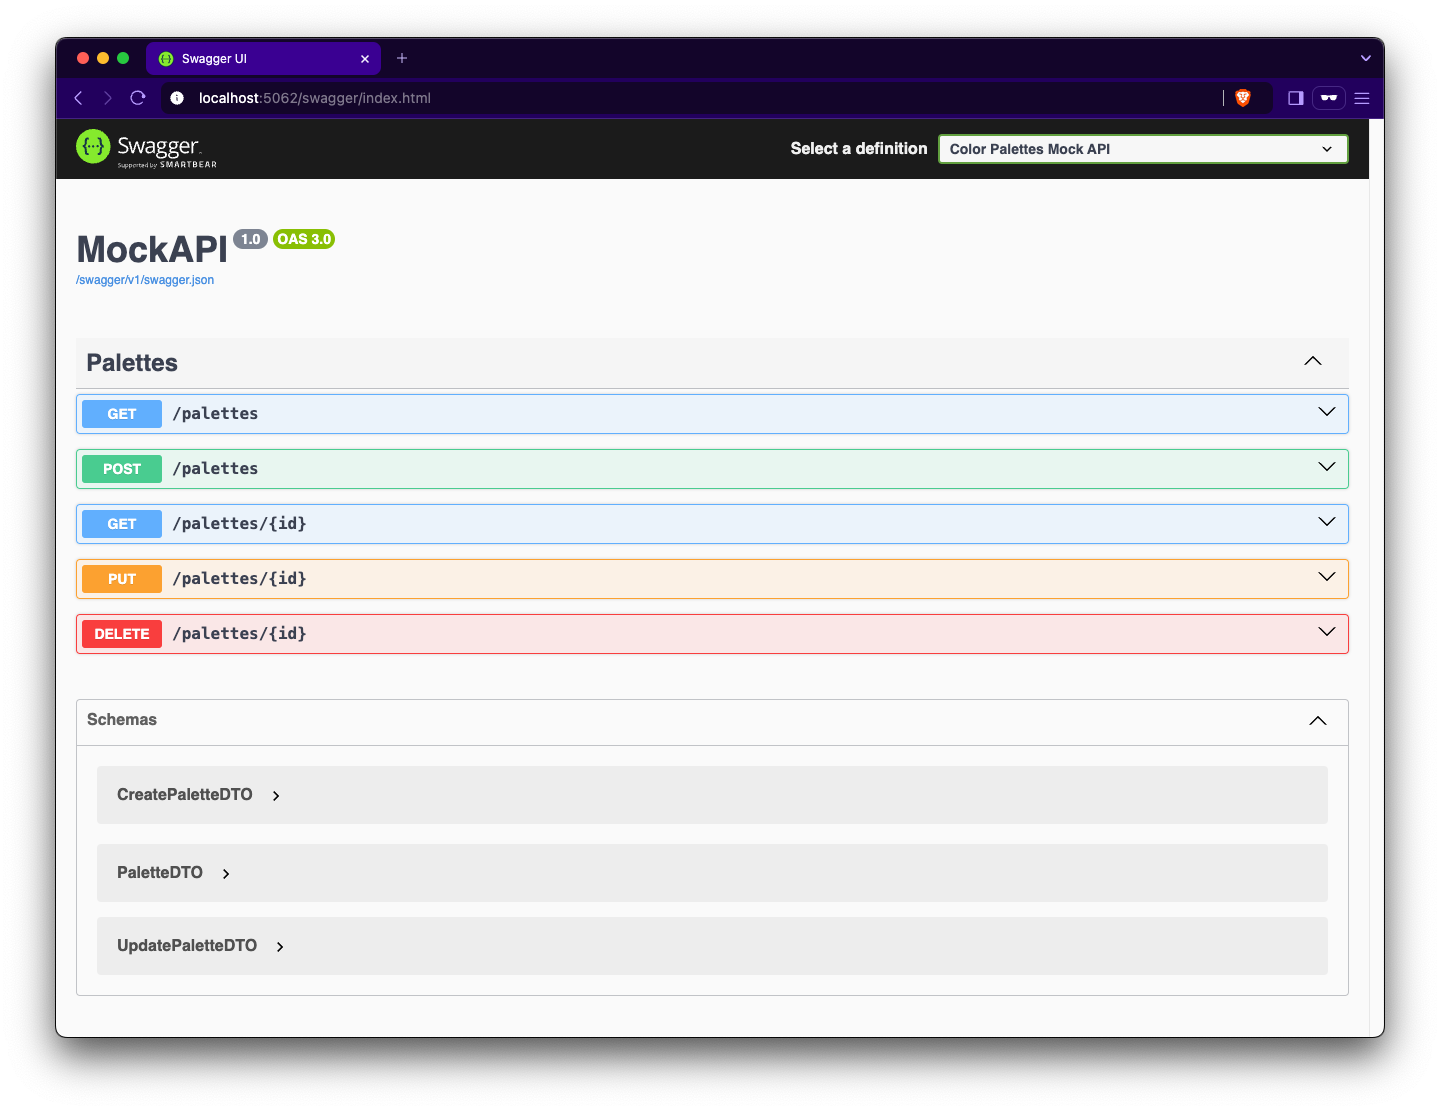 Swagger UI
localhost:5062/swagger/index.html
Swagger
Supported by SMARTBEAR
Select a definition
Color Palettes Mock API
MockAPI 1.0 OAS 3.0
/swagger/v1/swagger.json
Palettes
GET /palettes
POST /palettes
GET /palettes/{id}
PUT /palettes/{id}
DELETE /palettes/{id}
Schemas
CreatePaletteDTO
PaletteDTO
UpdatePaletteDTO